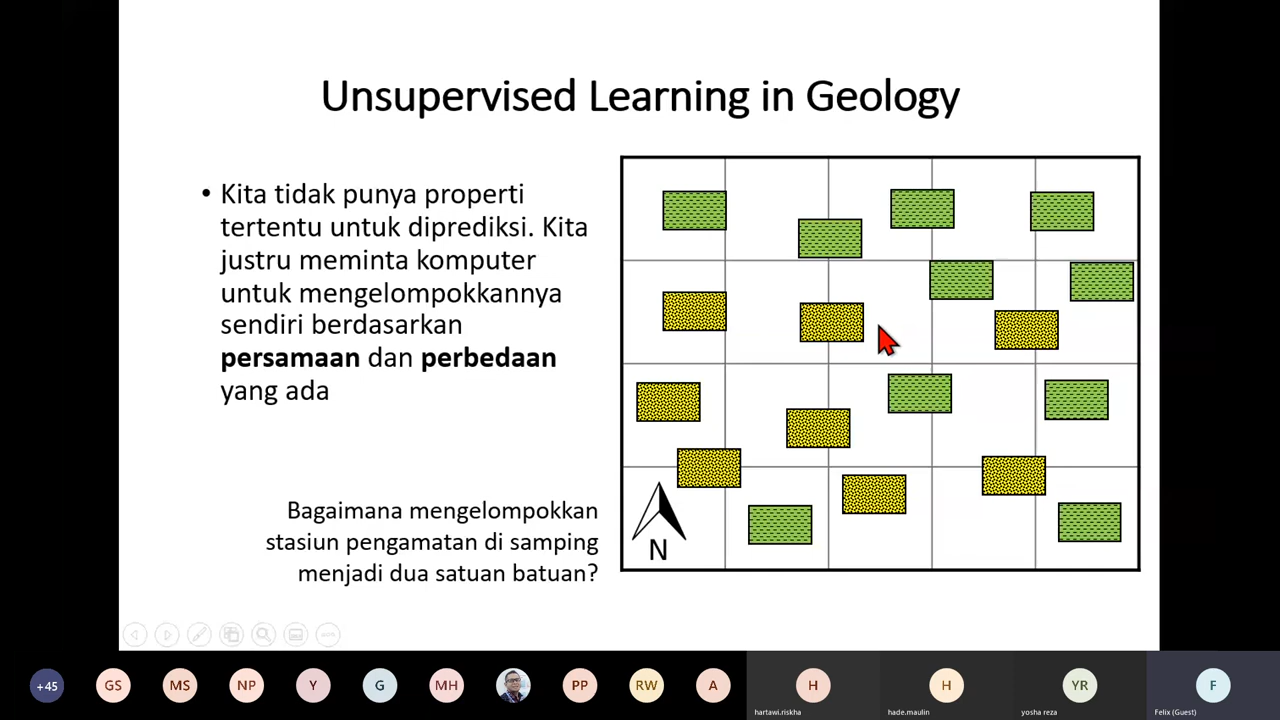 Unsupervised Learning in Geology
• Kita tidak punya properti
tertentu untuk diprediksi. Kita
justru meminta komputer
untuk mengelompokkannya
sendiri berdasarkan
persamaan dan perbedaan
yang ada
Bagaimana mengelompokkan
stasiun pengamatan di samping
menjadi dua satuan batuan?
N
+45
GS
MS
NP
Y
G
MH
PP
RW
A
H
hartawi.riskha
H
hade.maulin
YR
yosha reza
F
Felix (Guest)